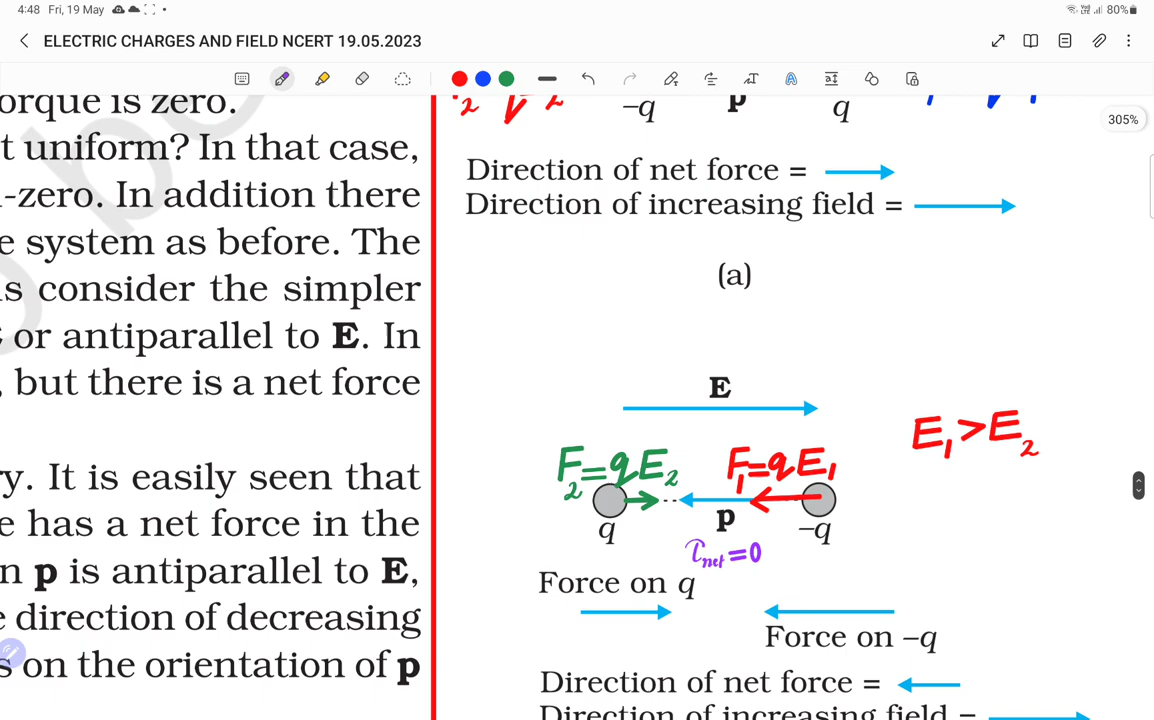 4:48 Fri, 19 May
80%
ELECTRIC CHARGES AND FIELD NCERT 19.05.2023
305%
orque is zero.
t uniform? In that case,
-zero. In addition there
e system as before. The
s consider the simpler
or antiparallel to E. In
, but there is a net force
y. It is easily seen that
e has a net force in the
n p is antiparallel to E,
e direction of decreasing
s on the orientation of p
–q p q
Direction of net force =
Direction of increasing field =
(a)
E
E₁ > E₂
F₂ = qE₂ F₁ = qE₁
q p –q
τnet = 0
Force on q
Force on –q
Direction of net force =
Direction of increasing field =